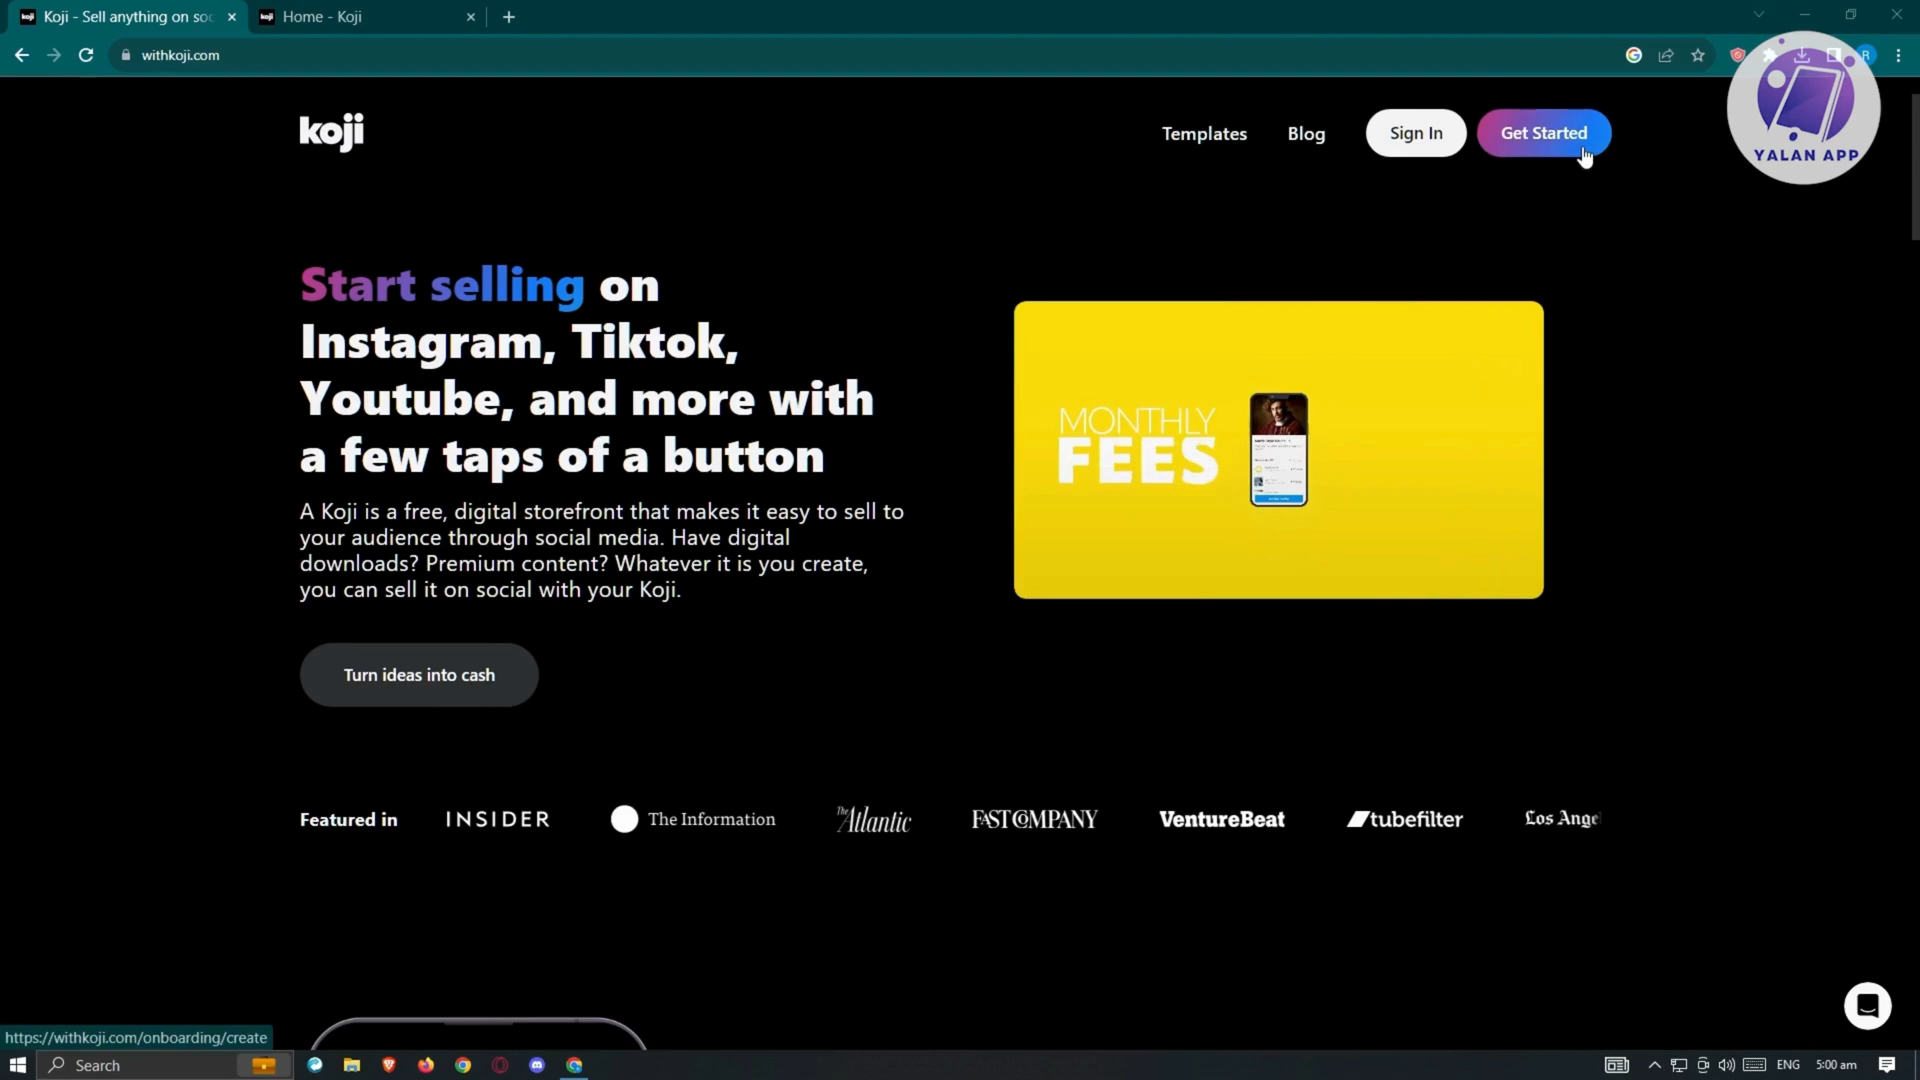 Koji - Sell anything on soc
Home - Koji
withkoji.com
R
YALAN APP
koji
Templates
Blog
Sign In
Get Started
Start selling on
Instagram, Tiktok,
Youtube, and more with
a few taps of a button
MONTHLY
FEES
A Koji is a free, digital storefront that makes it easy to sell to
your audience through social media. Have digital
downloads? Premium content? Whatever it is you create,
you can sell it on social with your Koji.
Turn ideas into cash
Featured in
INSIDER
The Information
The Atlantic
FAST COMPANY
VentureBeat
tubefilter
Los Ange
https://withkoji.com/onboarding/create
Search
ENG
5:00 am